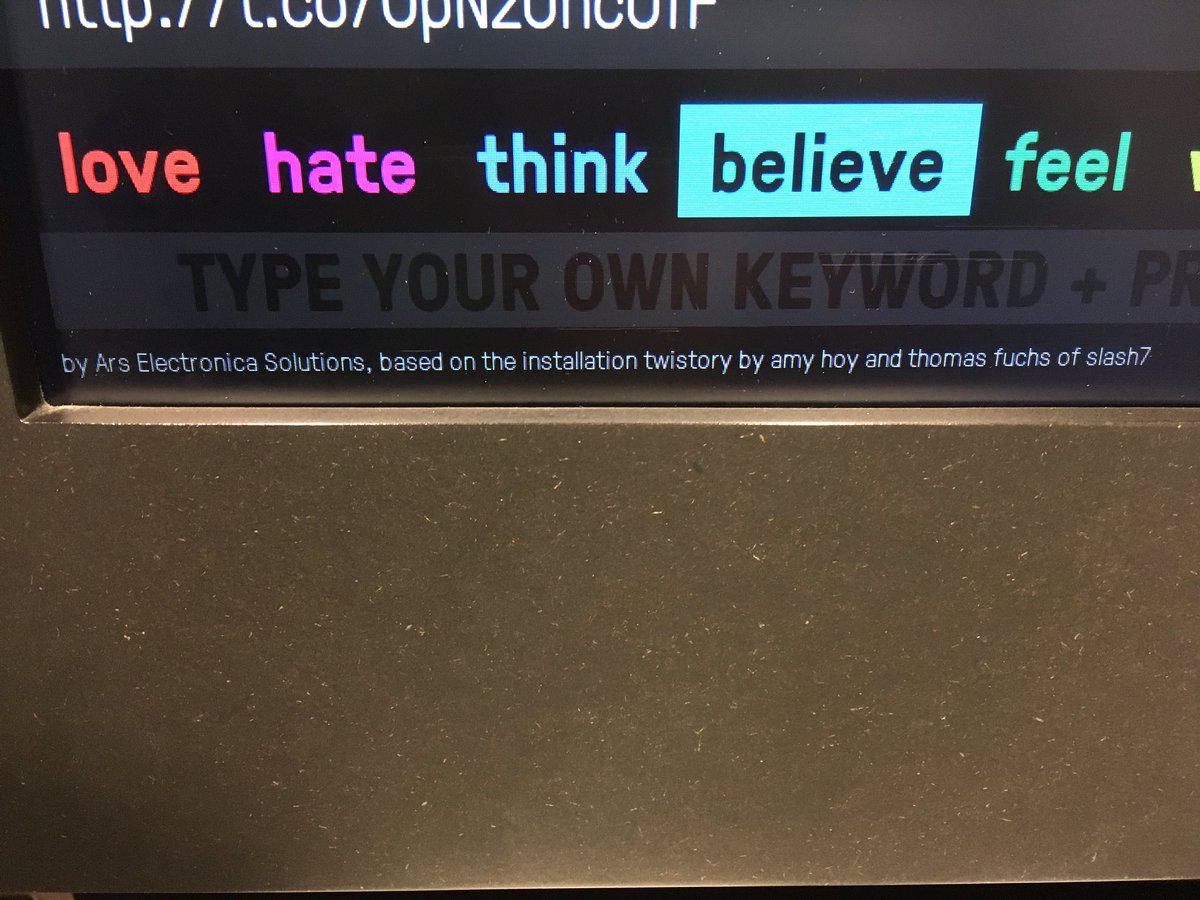 love hate think believe feel
TYPE YOUR OWN KEYWORD + PR
by Ars Electronica Solutions, based on the installation twistory by amy hoy and thomas fuchs of slash7